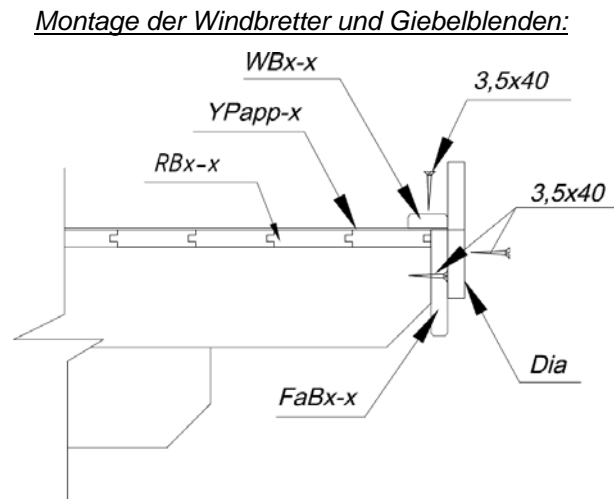 Montage der Windbretter und Giebelblenden:
WBx-x
3,5x40
YPapp-x
RBx-x
3,5x40
Dia
FaBx-x